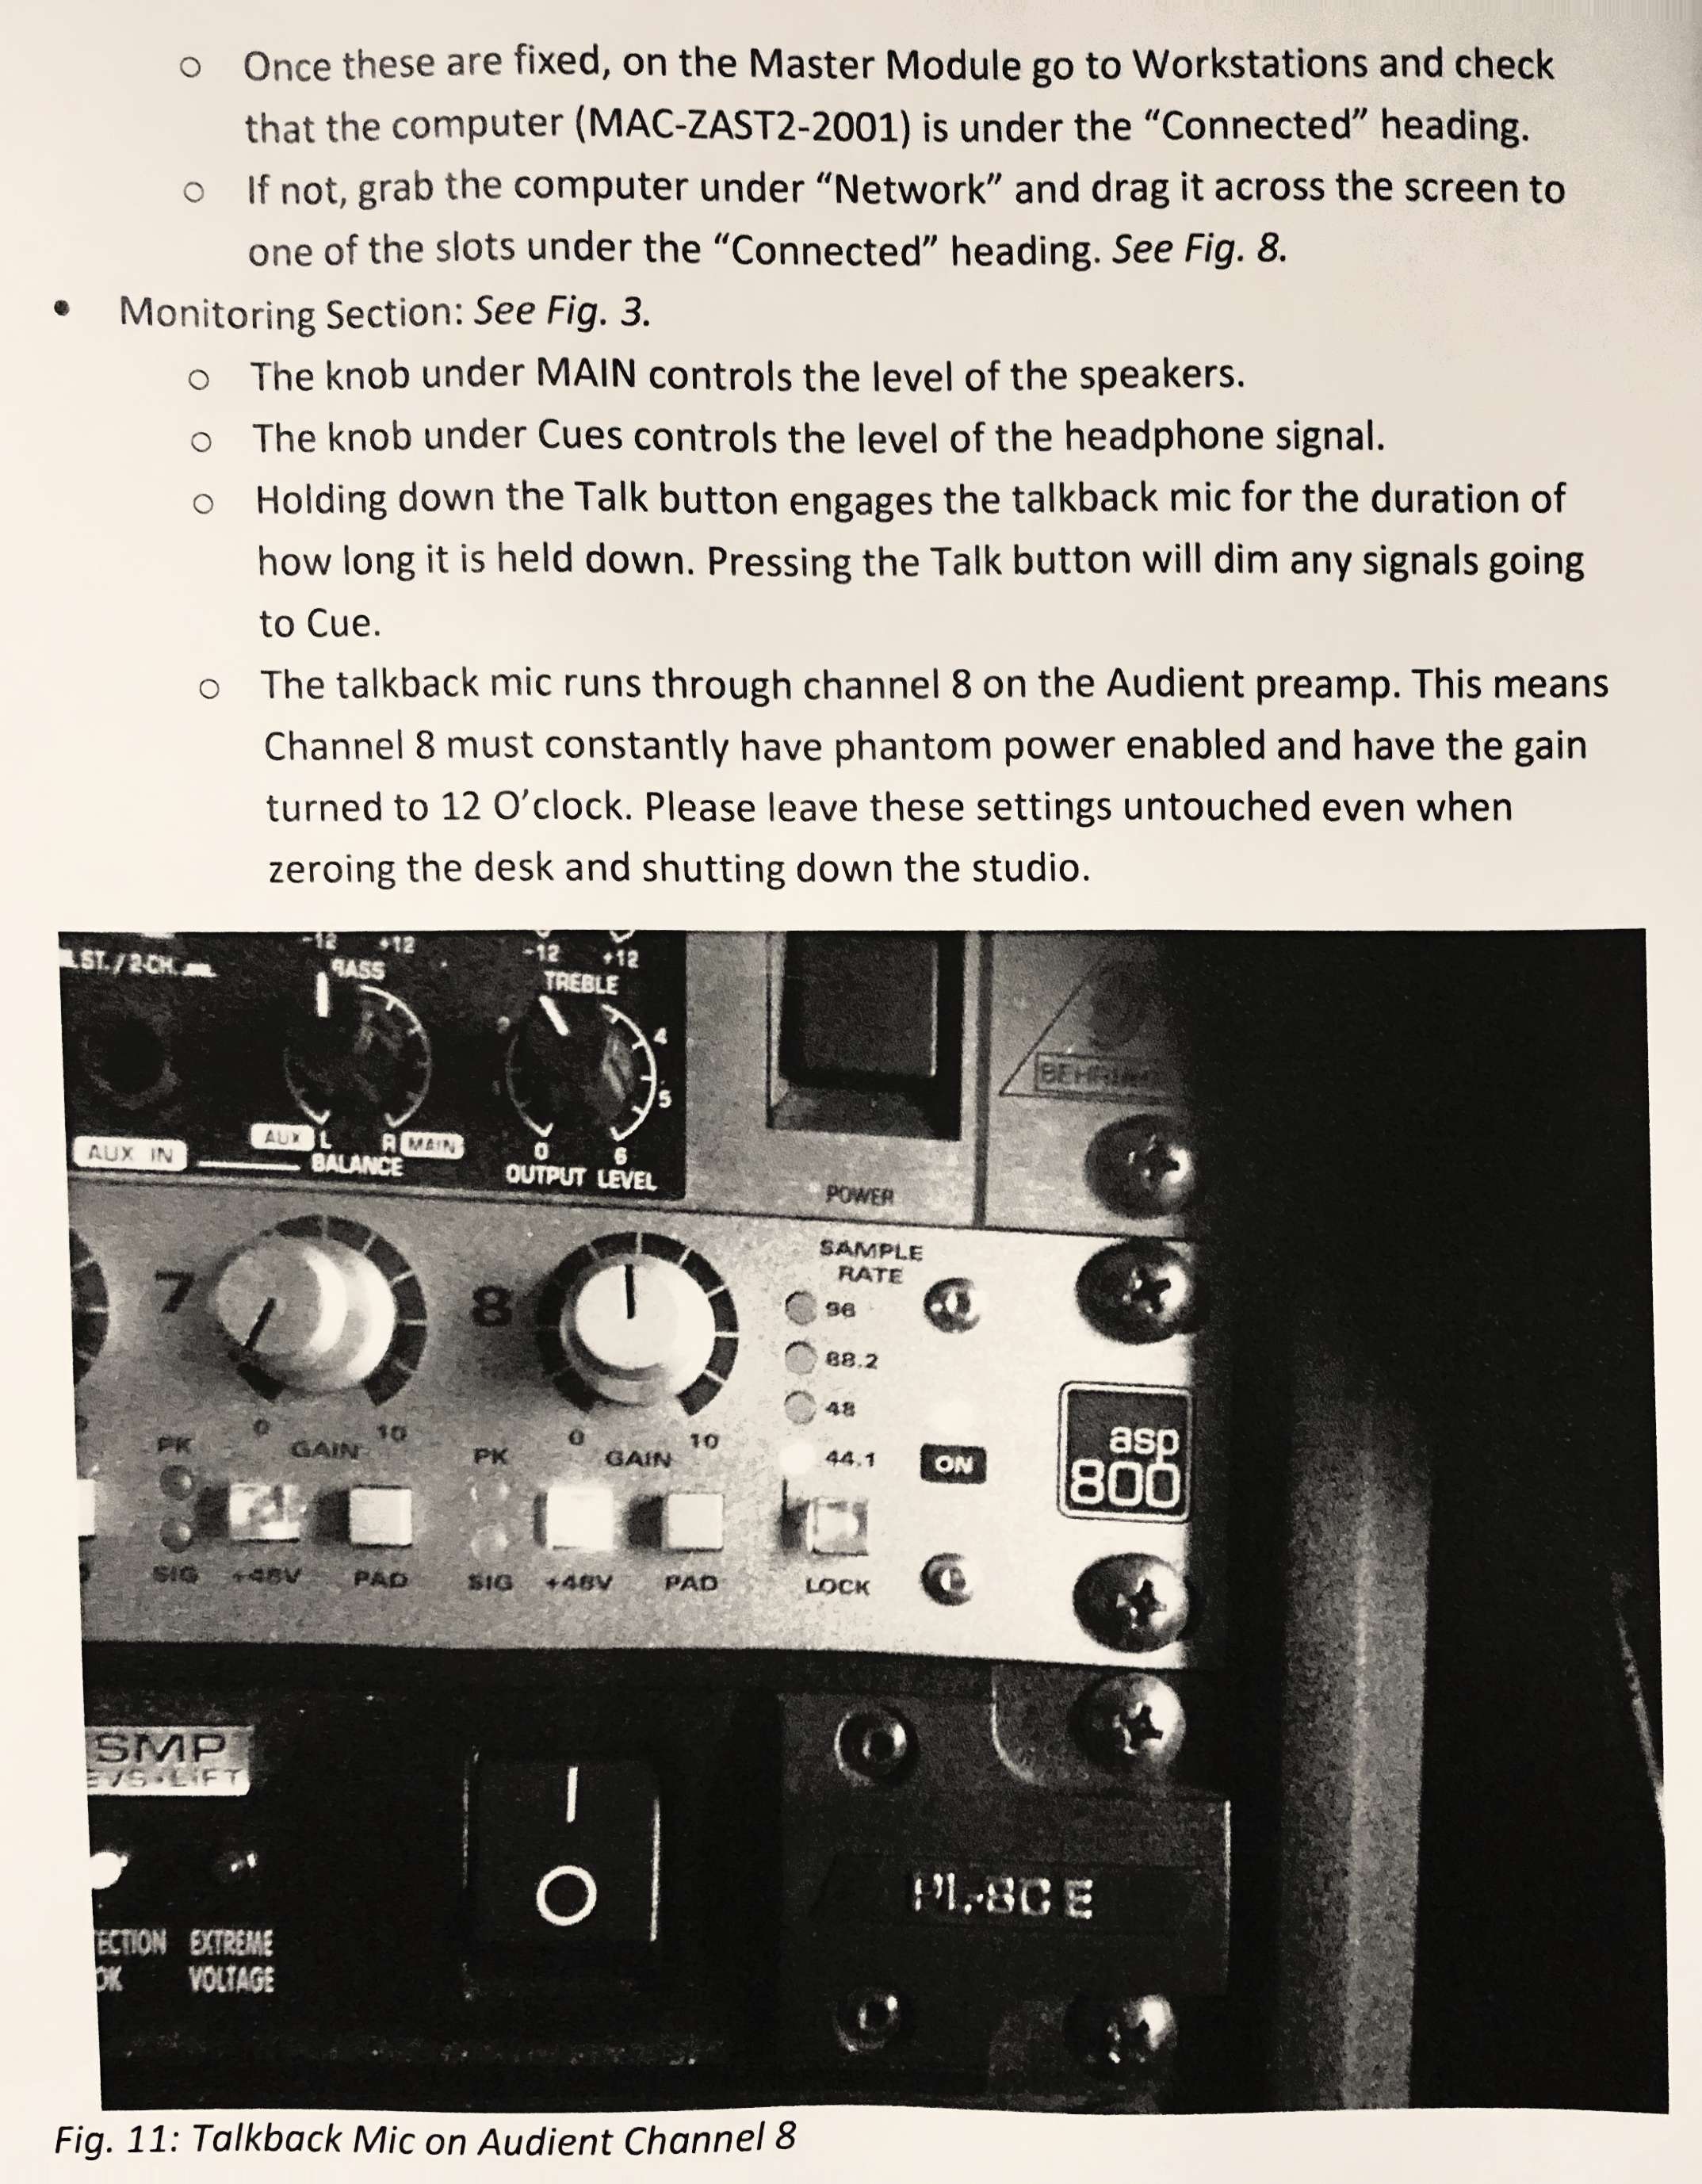 ○ Once these are fixed, on the Master Module go to Workstations and check
that the computer (MAC-ZAST2-2001) is under the “Connected” heading.
○ If not, grab the computer under “Network” and drag it across the screen to
one of the slots under the “Connected” heading. See Fig. 8.
• Monitoring Section: See Fig. 3.
○ The knob under MAIN controls the level of the speakers.
○ The knob under Cues controls the level of the headphone signal.
○ Holding down the Talk button engages the talkback mic for the duration of
how long it is held down. Pressing the Talk button will dim any signals going
to Cue.
○ The talkback mic runs through channel 8 on the Audient preamp. This means
Channel 8 must constantly have phantom power enabled and have the gain
turned to 12 O’clock. Please leave these settings untouched even when
zeroing the desk and shutting down the studio.
-12 +12 -12 +12
ST./2-CH. BASS TREBLE
4
5
BEHRI
AUX IN AUX L R MAIN 0 6
BALANCE OUTPUT LEVEL
POWER
SAMPLE
RATE
7 8 96
88.2
48
0 10 0 10
PK GAIN PK GAIN 44.1 ON
asp
800
SIG +48V PAD SIG +48V PAD LOCK
SMP
LIFT
ECTION EXTREME
OK VOLTAGE
Fig. 11: Talkback Mic on Audient Channel 8